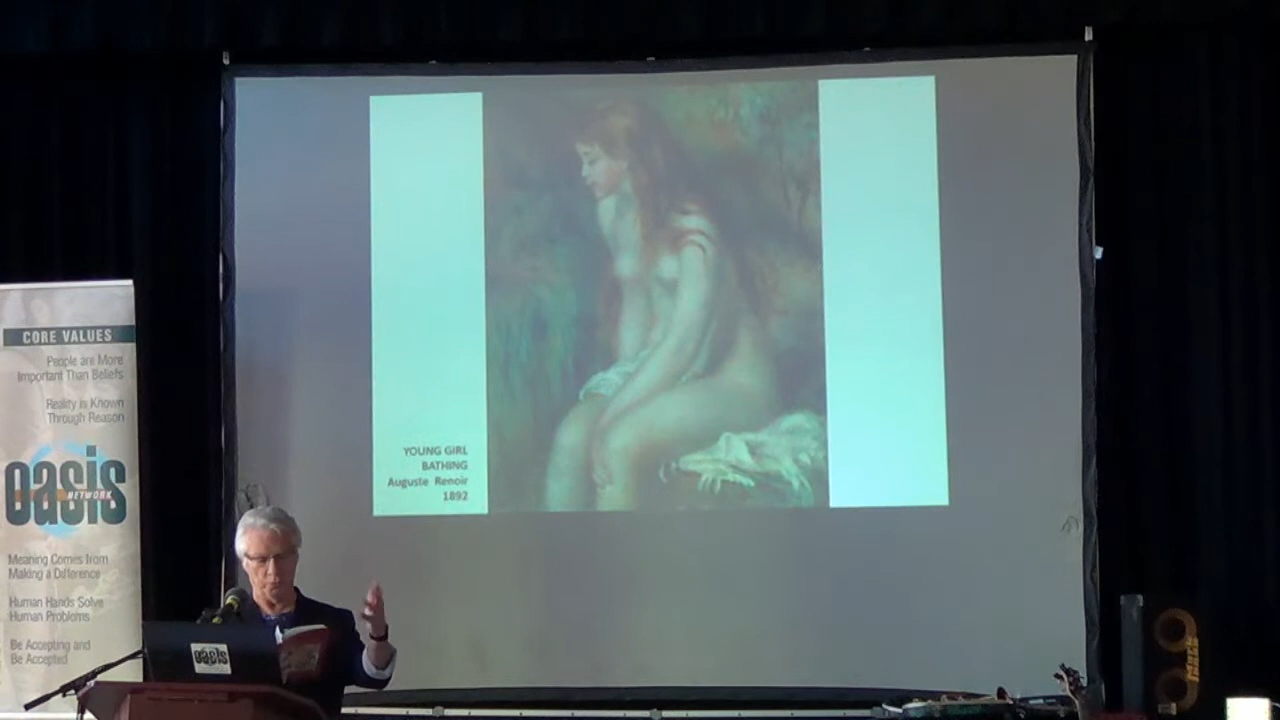 CORE VALUES
People are More
Important Than Beliefs
Reality is Known
Through Reason
oasis
NETWORK
Meaning Comes from
Making a Difference
Human Hands Solve
Human Problems
Be Accepting and
Be Accepted
YOUNG GIRL
BATHING
Auguste Renoir
1892
oasis